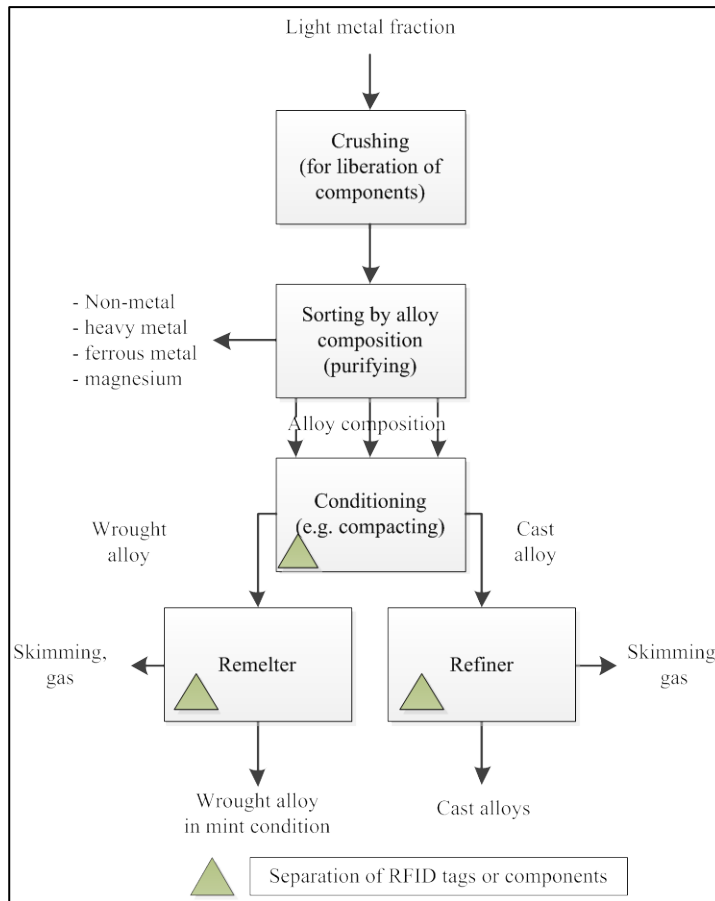 Light metal fraction
Crushing
(for liberation of
components)
- Non-metal
- heavy metal
- ferrous metal
- magnesium
Sorting by alloy
composition
(purifying)
Alloy composition
Conditioning
(e.g. compacting)
Wrought
alloy
Cast
alloy
Skimming,
gas
Remelter
Refiner
Skimming
gas
Wrought alloy
in mint condition
Cast alloys
Separation of RFID tags or components